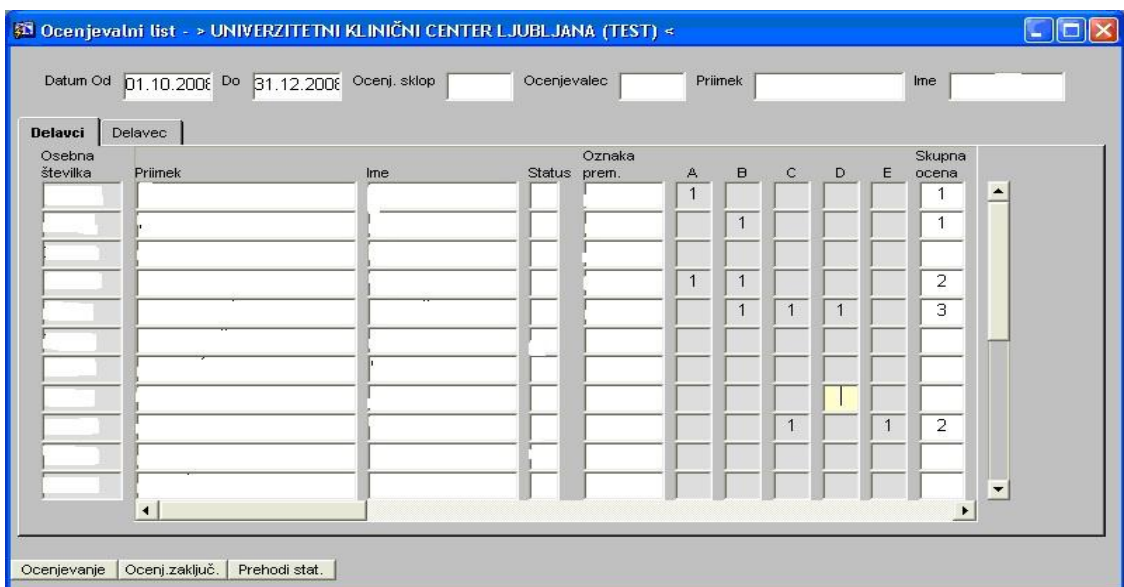 Ocenjevalni list - > UNIVERZITETNI KLINIČNI CENTER LJUBLJANA (TEST) <
Datum Od 01.10.2008 Do 31.12.2008 Ocenj. sklop Ocenjevalec Priimek Ime
Delavci Delavec
Osebna številka Priimek Ime Status Oznaka prem. A B C D E Skupna ocena
1 1
1 1
1 1 2
1 1 1 3
1 1 2
Ocenjevanje Ocenj.zaključ. Prehodi stat.